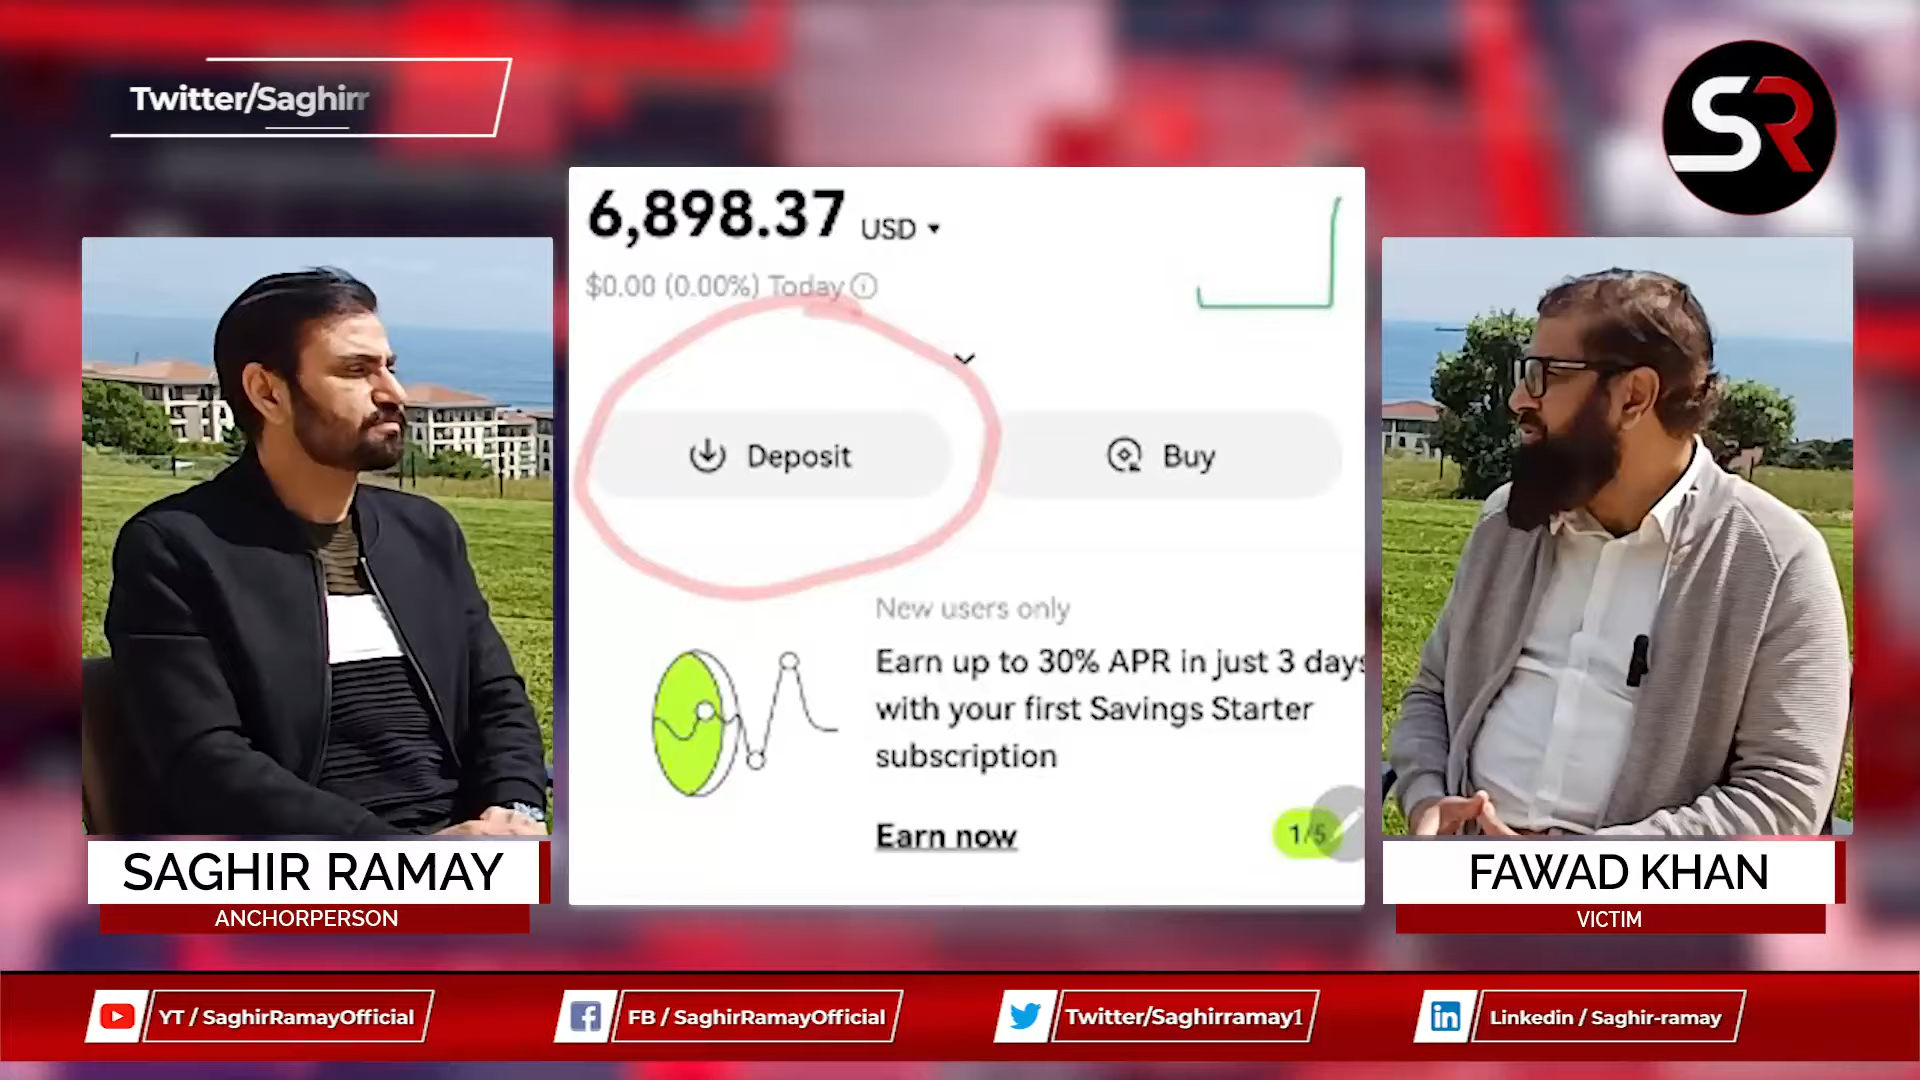 Twitter/Saghirr
SR
6,898.37 USD
$0.00 (0.00%) Today
Deposit
Buy
New users only
Earn up to 30% APR in just 3 days
with your first Savings Starter
subscription
Earn now
1/5
SAGHIR RAMAY
ANCHORPERSON
FAWAD KHAN
VICTIM
YT / SaghirRamayOfficial
FB / SaghirRamayOfficial
Twitter/Saghirramay1
in
Linkedin / Saghir-ramay